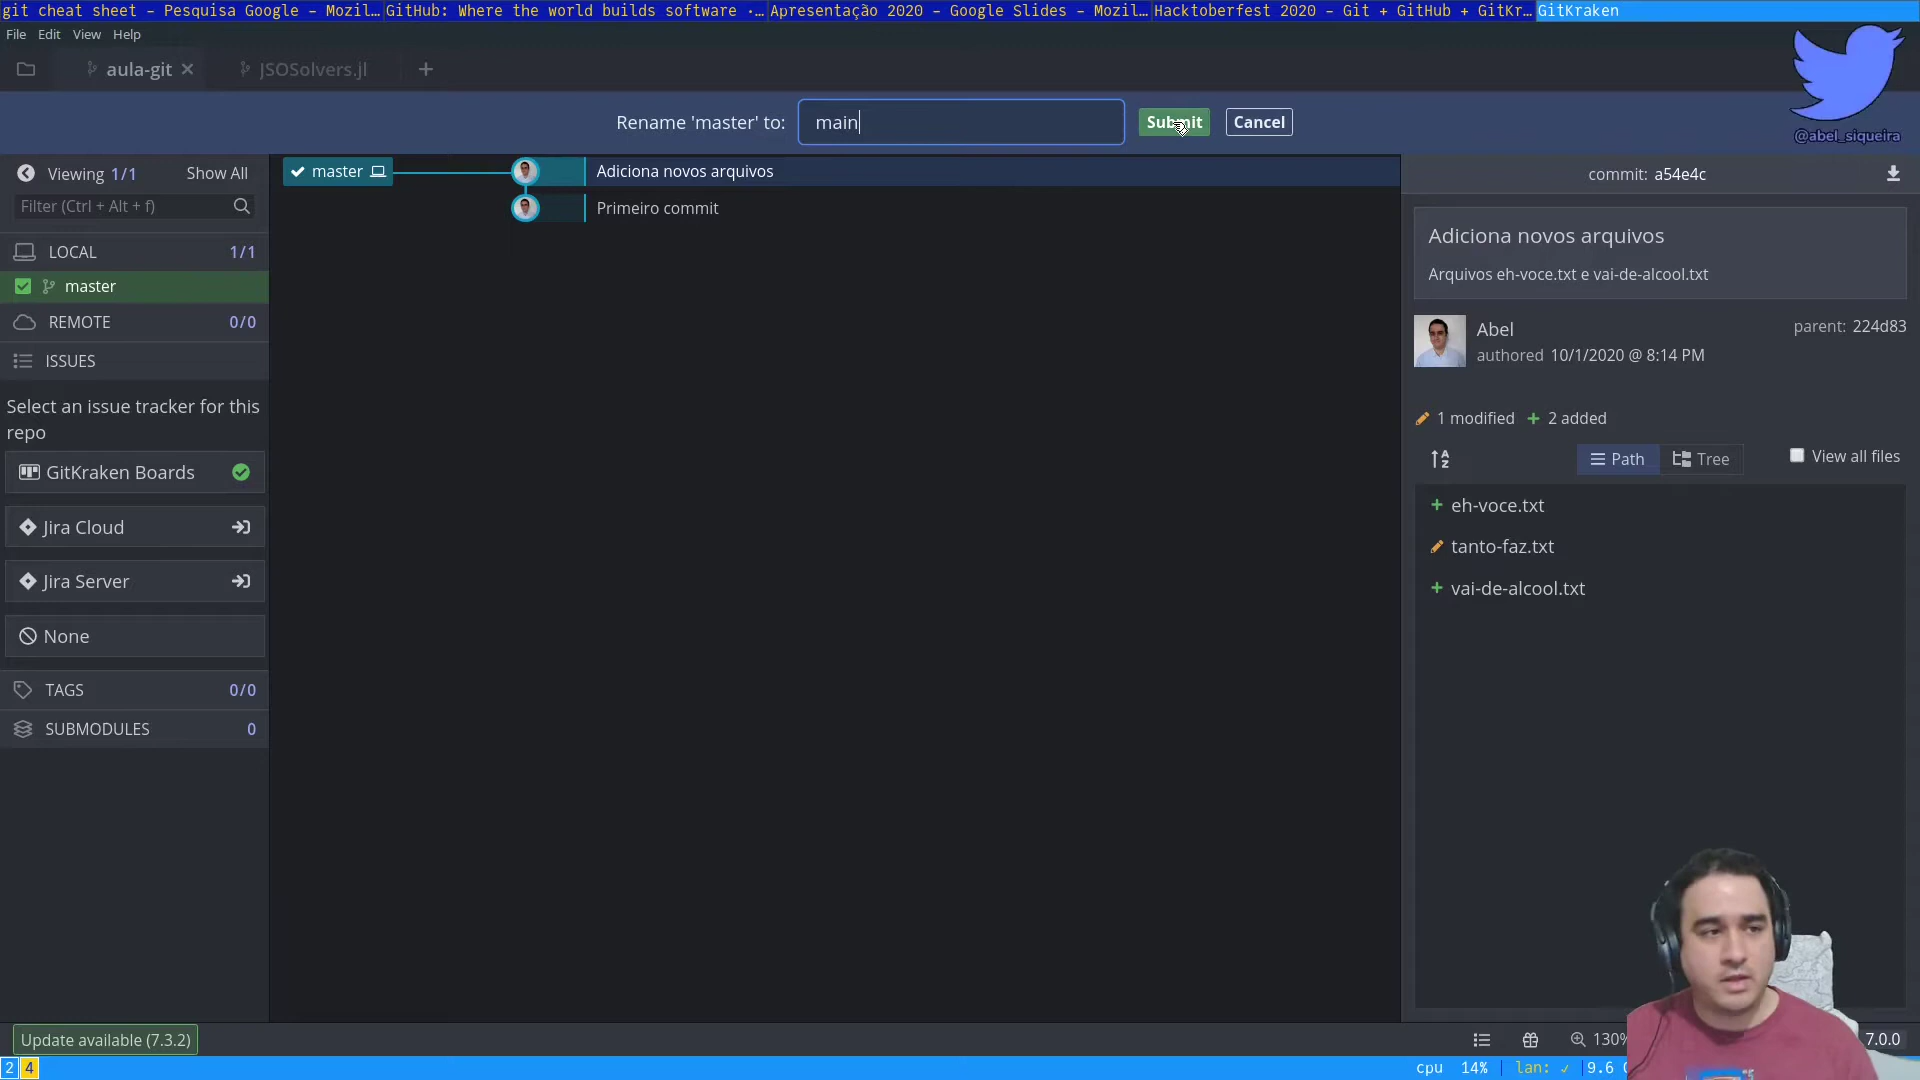 git cheat sheet – Pesquisa Google – Mozil… GitHub: Where the world builds software ·… Apresentação 2020 – Google Slides – Mozil… Hacktoberfest 2020 – Git + GitHub + GitKr… GitKraken
File Edit View Help
aula-git JSOSolvers.jl
Rename 'master' to: main Submit Cancel
@abel_siqueira
Viewing 1/1 Show All
Filter (Ctrl + Alt + f)
LOCAL 1/1
master
REMOTE 0/0
ISSUES
Select an issue tracker for this
repo
GitKraken Boards
Jira Cloud
Jira Server
None
TAGS 0/0
SUBMODULES 0
master Adiciona novos arquivos
Primeiro commit
commit: a54e4c
Adiciona novos arquivos
Arquivos eh-voce.txt e vai-de-alcool.txt
Abel parent: 224d83
authored 10/1/2020 @ 8:14 PM
1 modified + 2 added
Path Tree View all files
+ eh-voce.txt
tanto-faz.txt
+ vai-de-alcool.txt
Update available (7.3.2) 130% 7.0.0
2 4 cpu 14% | lan: ✓ | 9.6